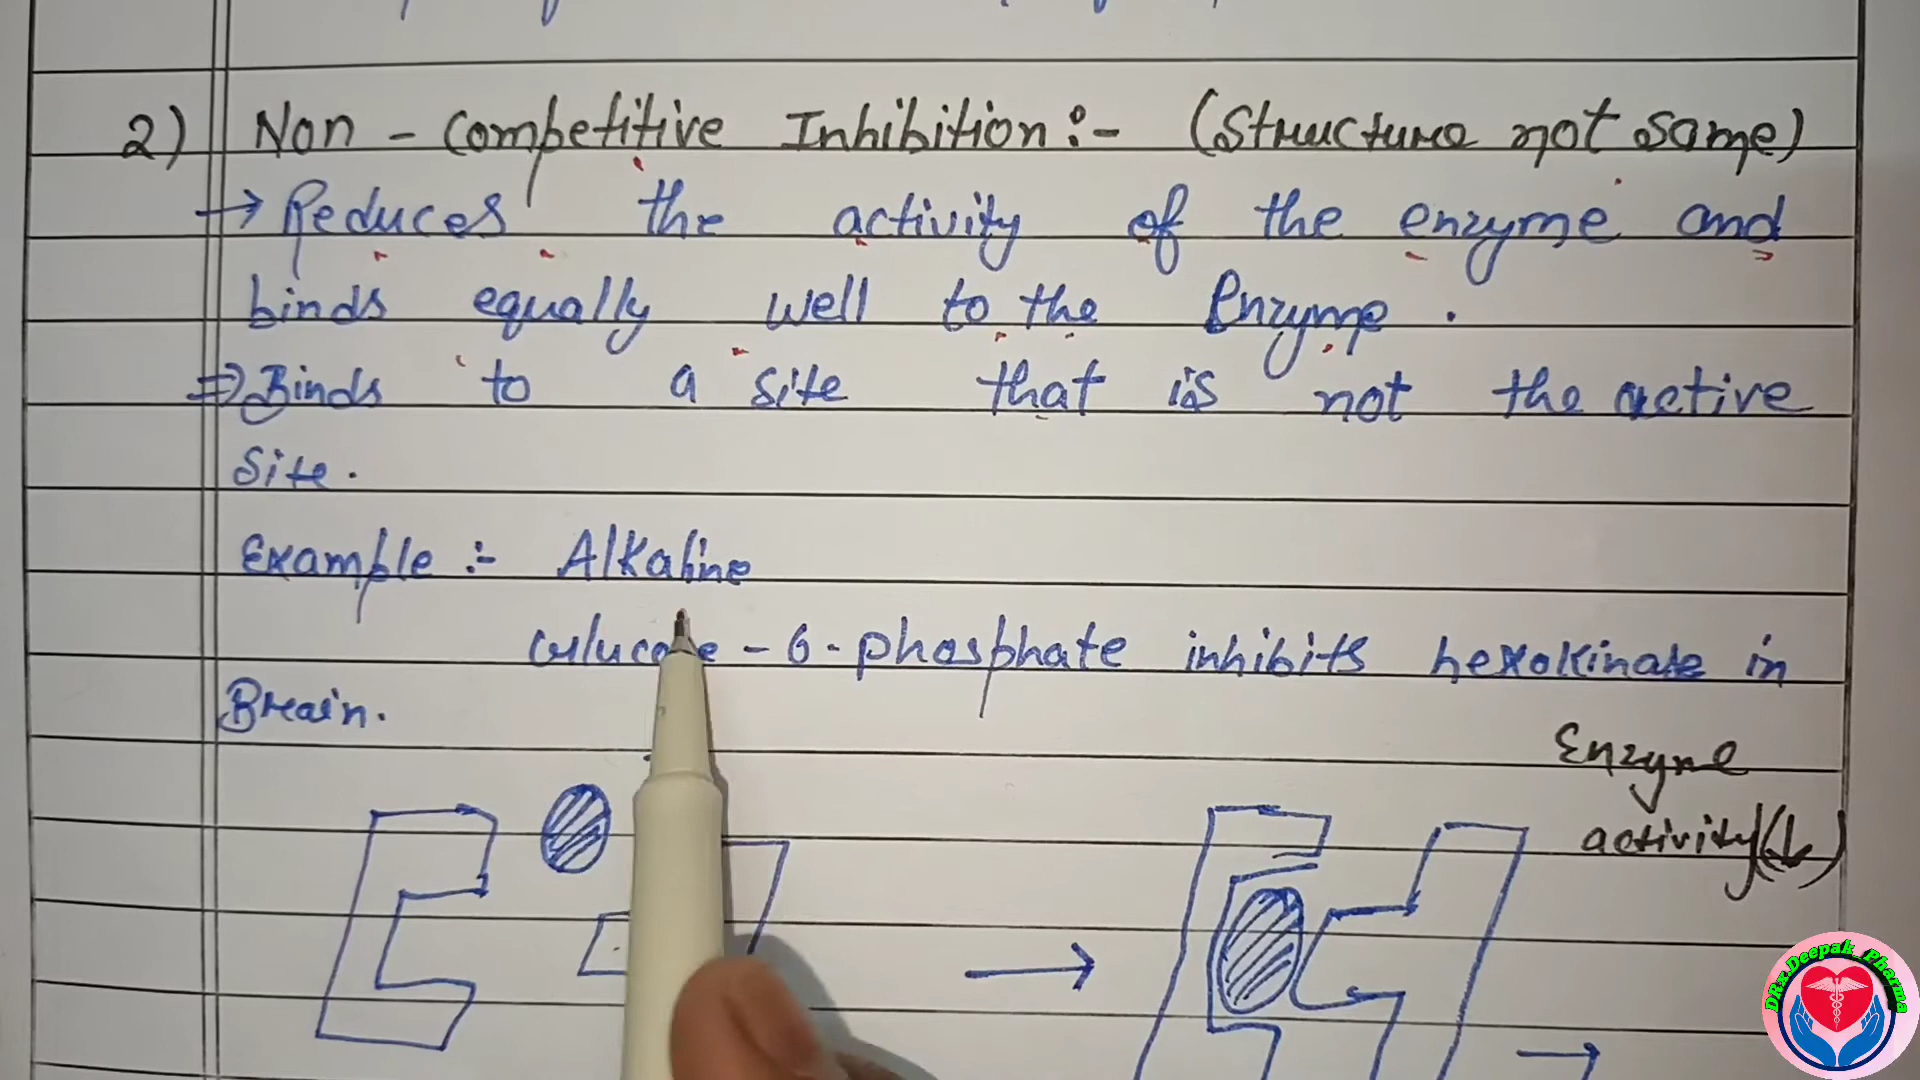 2) Non - Competitive Inhibition :- (Structure not same)
→ Reduces the activity of the enzyme and
binds equally well to the Enzyme .
⇒ Binds to a site that is not the active
site.
Example :- Alkaline
Glucose - 6 - phosphate inhibits hexokinase in
Brain.
Enzyme
activity (↓)
DRx.Deepak_Pharma